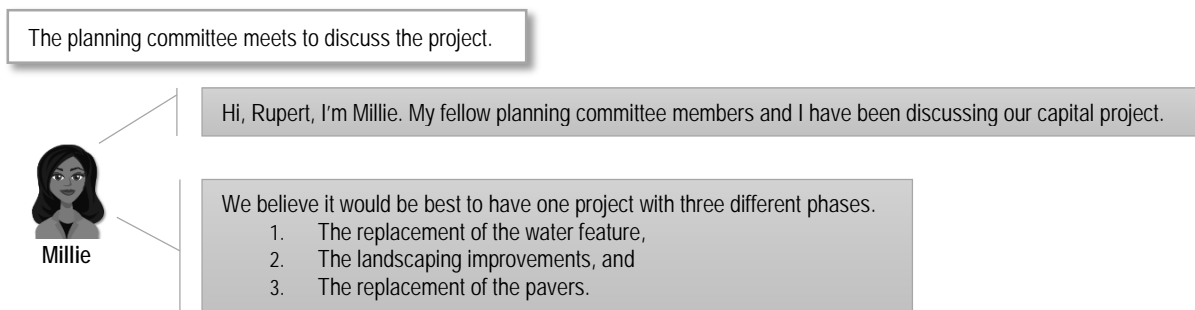 The planning committee meets to discuss the project.
Hi, Rupert, I'm Millie. My fellow planning committee members and I have been discussing our capital project.
Millie
We believe it would be best to have one project with three different phases.
1. The replacement of the water feature,
2. The landscaping improvements, and
3. The replacement of the pavers.